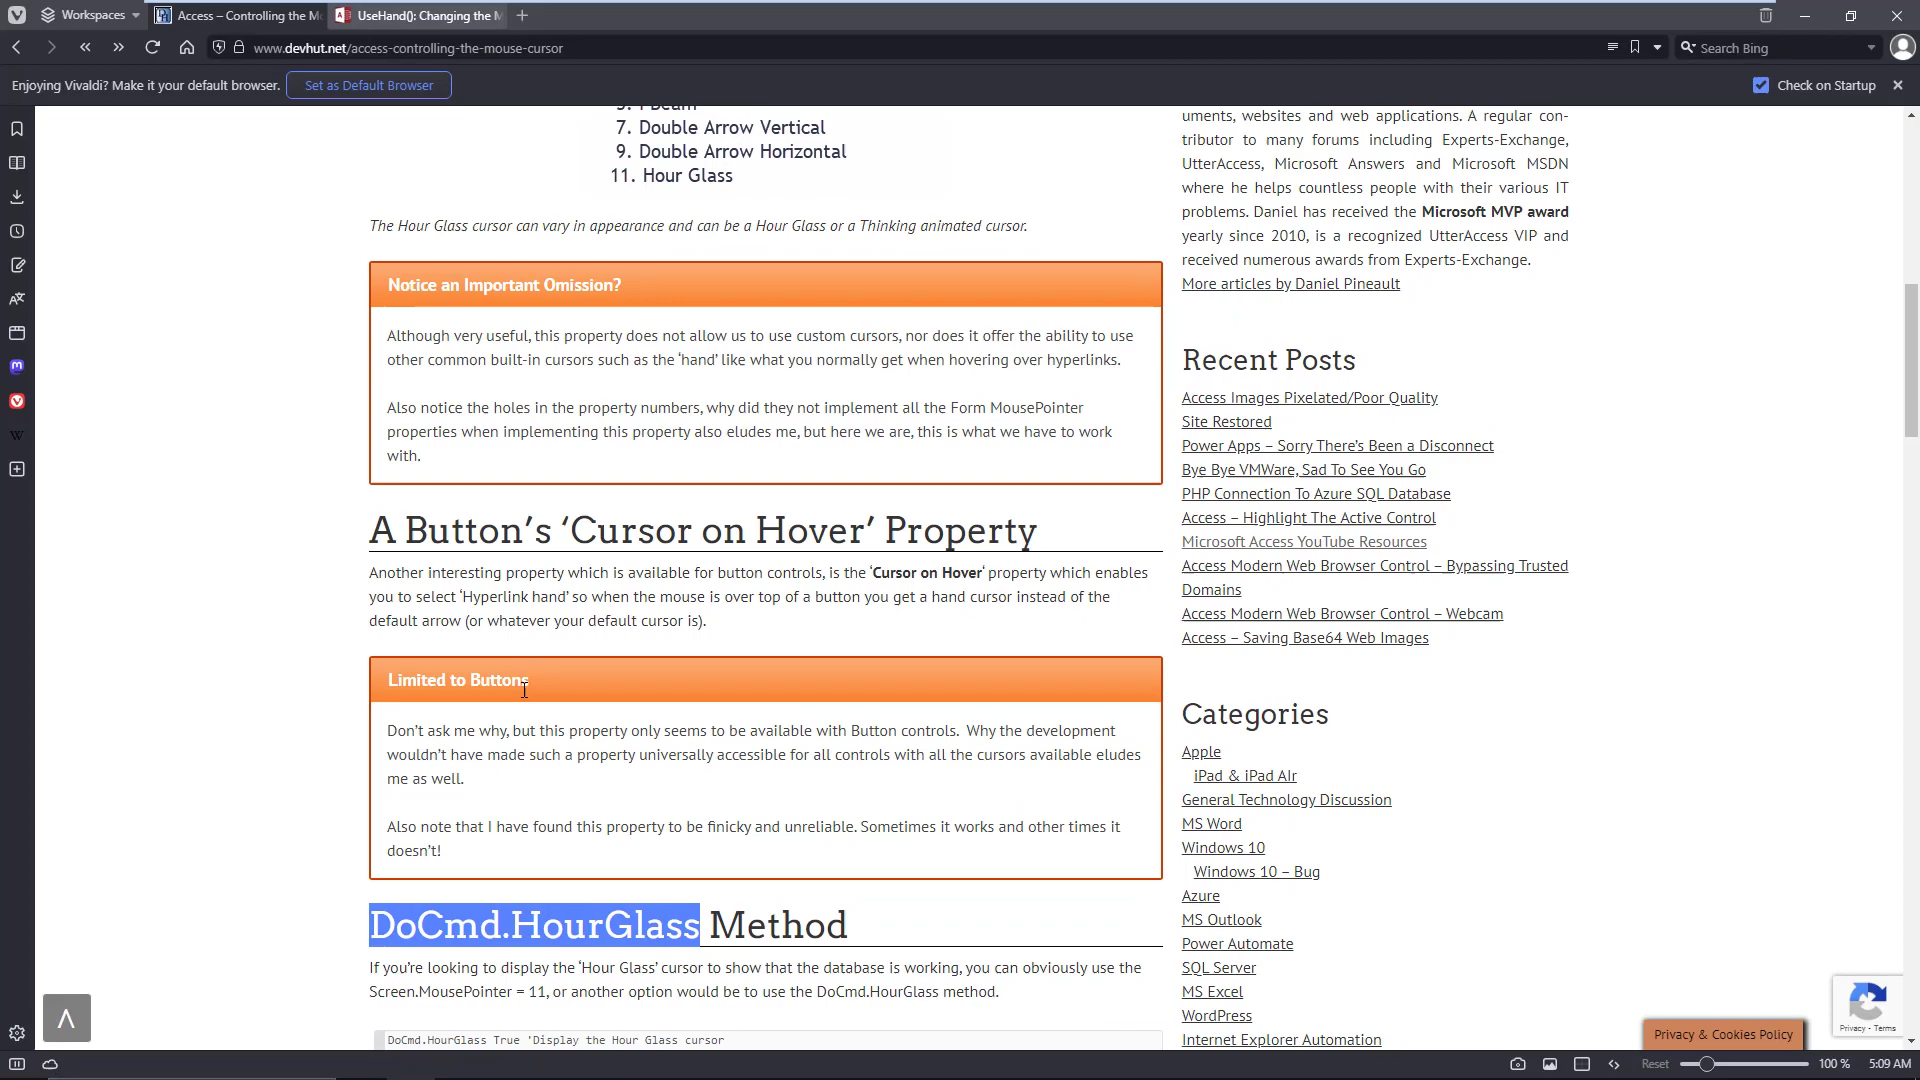 Workspaces
Access – Controlling the M
UseHand(): Changing the M
www.devhut.net/access-controlling-the-mouse-cursor
Search Bing
Enjoying Vivaldi? Make it your default browser.
Set as Default Browser
Check on Startup
7. Double Arrow Vertical
9. Double Arrow Horizontal
11. Hour Glass
The Hour Glass cursor can vary in appearance and can be a Hour Glass or a Thinking animated cursor.
Notice an Important Omission?
Although very useful, this property does not allow us to use custom cursors, nor does it offer the ability to use
other common built-in cursors such as the ‘hand’ like what you normally get when hovering over hyperlinks.
Also notice the holes in the property numbers, why did they not implement all the Form MousePointer
properties when implementing this property also eludes me, but here we are, this is what we have to work
with.
A Button’s ‘Cursor on Hover’ Property
Another interesting property which is available for button controls, is the ‘Cursor on Hover‘ property which enables
you to select ‘Hyperlink hand’ so when the mouse is over top of a button you get a hand cursor instead of the
default arrow (or whatever your default cursor is).
Limited to Buttons
Don’t ask me why, but this property only seems to be available with Button controls.  Why the development
wouldn’t have made such a property universally accessible for all controls with all the cursors available eludes
me as well.
Also note that I have found this property to be finicky and unreliable. Sometimes it works and other times it
doesn’t!
DoCmd.HourGlass Method
If you’re looking to display the ‘Hour Glass’ cursor to show that the database is working, you can obviously use the
Screen.MousePointer = 11, or another option would be to use the DoCmd.HourGlass method.
DoCmd.HourGlass True 'Display the Hour Glass cursor
uments, websites and web applications. A regular con-
tributor to many forums including Experts-Exchange,
UtterAccess, Microsoft Answers and Microsoft MSDN
where he helps countless people with their various IT
problems. Daniel has received the Microsoft MVP award
yearly since 2010, is a recognized UtterAccess VIP and
received numerous awards from Experts-Exchange.
More articles by Daniel Pineault
Recent Posts
Access Images Pixelated/Poor Quality
Site Restored
Power Apps – Sorry There’s Been a Disconnect
Bye Bye VMWare, Sad To See You Go
PHP Connection To Azure SQL Database
Access – Highlight The Active Control
Microsoft Access YouTube Resources
Access Modern Web Browser Control – Bypassing Trusted
Domains
Access Modern Web Browser Control – Webcam
Access – Saving Base64 Web Images
Categories
Apple
iPad & iPad AIr
General Technology Discussion
MS Word
Windows 10
Windows 10 – Bug
Azure
MS Outlook
Power Automate
SQL Server
MS Excel
WordPress
Internet Explorer Automation
Privacy - Terms
Privacy & Cookies Policy
Reset
100 %
5:09 AM